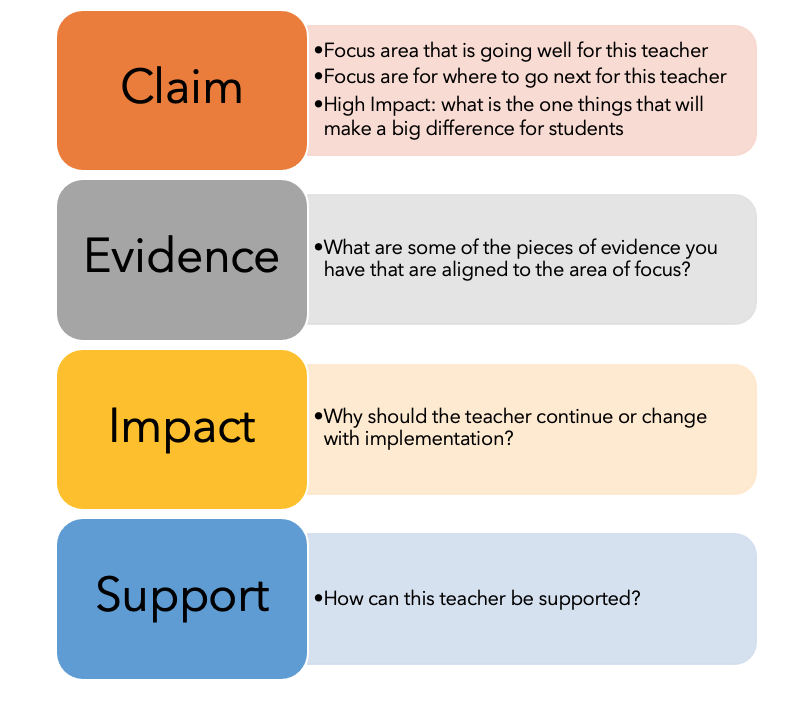 Claim
•Focus area that is going well for this teacher
•Focus are for where to go next for this teacher
•High Impact: what is the one things that will
make a big difference for students
Evidence
•What are some of the pieces of evidence you
have that are aligned to the area of focus?
Impact
•Why should the teacher continue or change
with implementation?
Support
•How can this teacher be supported?